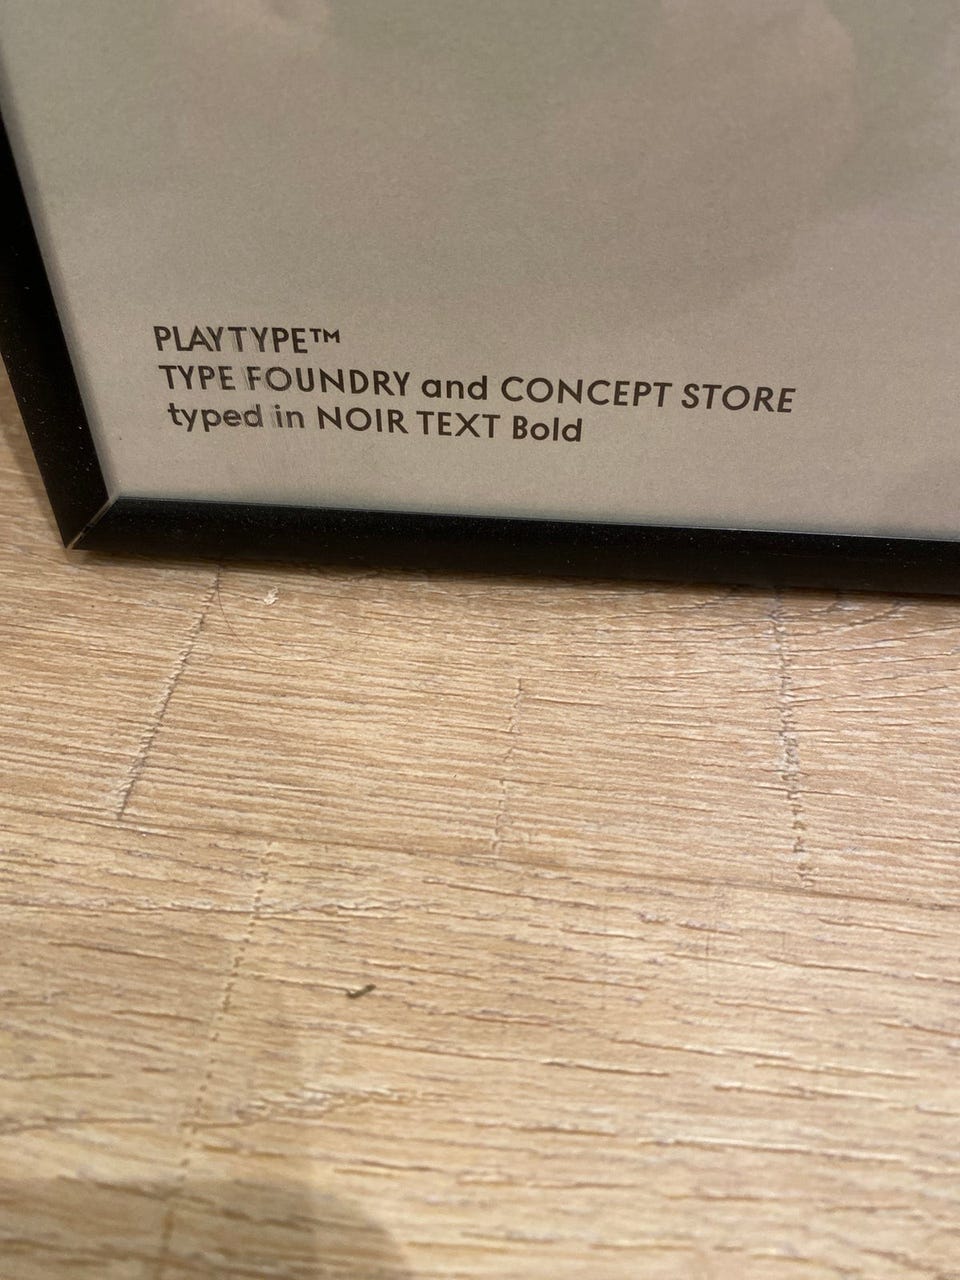 PLAYTYPE™
TYPE FOUNDRY and CONCEPT STORE
typed in NOIR TEXT Bold